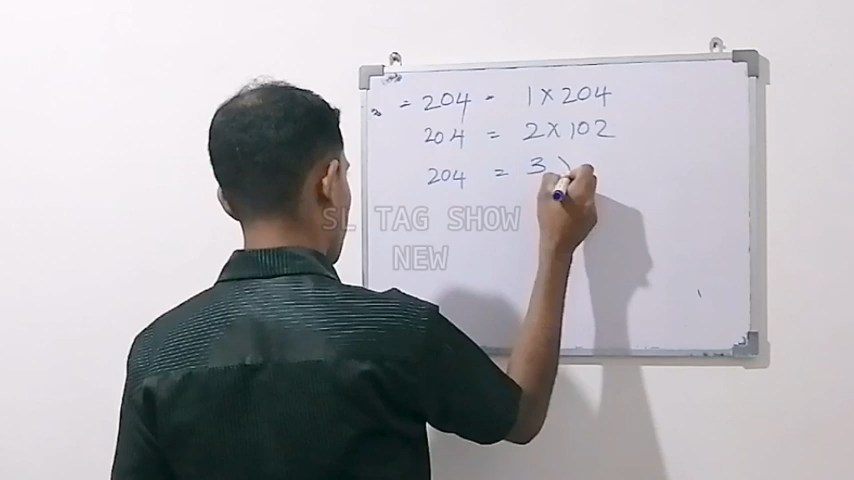 = 204 = 1 x 204
204 = 2 x 102
204 = 3
SL TAG SHOW
NEW